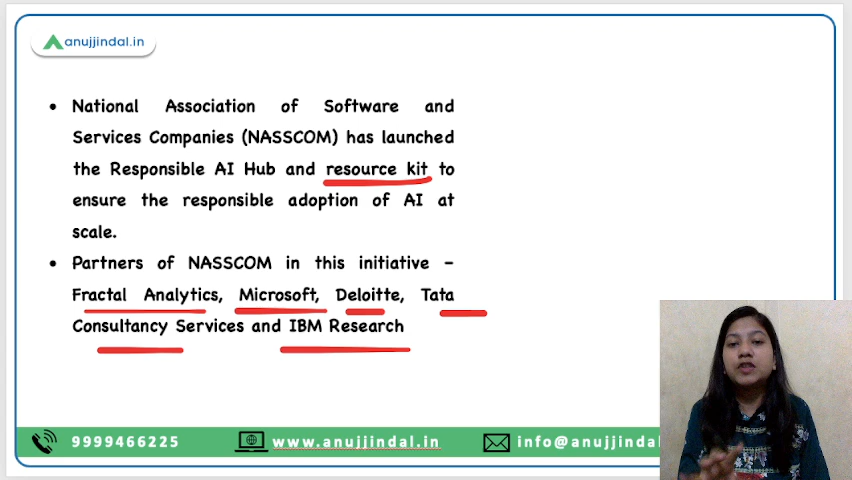 anujjindal.in
• National Association of Software and
Services Companies (NASSCOM) has launched
the Responsible AI Hub and resource kit to
ensure the responsible adoption of AI at
scale.
• Partners of NASSCOM in this initiative –
Fractal Analytics, Microsoft, Deloitte, Tata
Consultancy Services and IBM Research
9999466225 www.anujjindal.in info@anujjindal